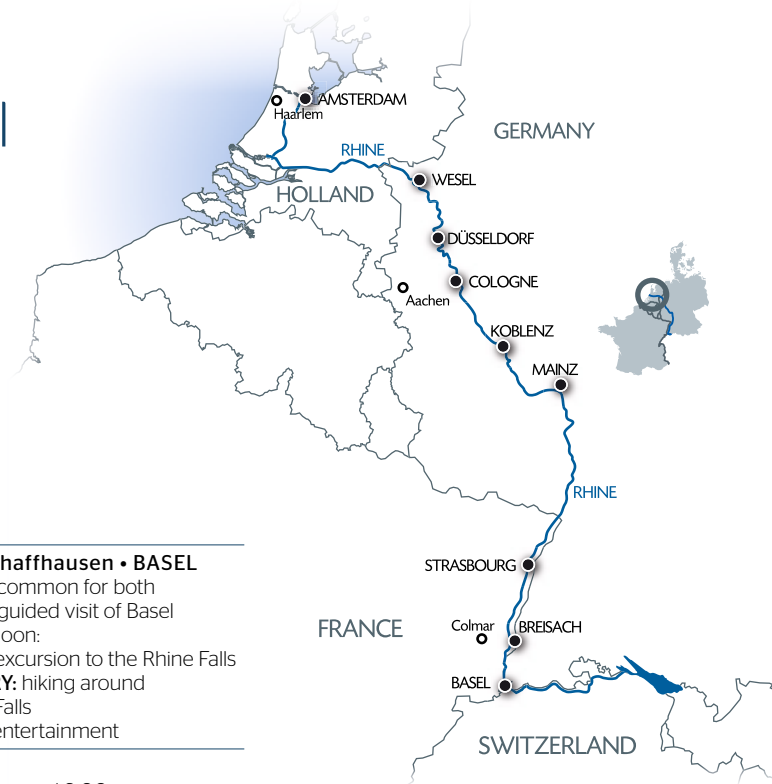 AMSTERDAM
Haarlem
GERMANY
RHINE
WESEL
HOLLAND
DÜSSELDORF
COLOGNE
Aachen
KOBLENZ
MAINZ
RHINE
STRASBOURG
Colmar
BREISACH
FRANCE
BASEL
SWITZERLAND
haffhausen • BASEL
common for both
guided visit of Basel
oon:
excursion to the Rhine Falls
Y: hiking around
Falls
entertainment